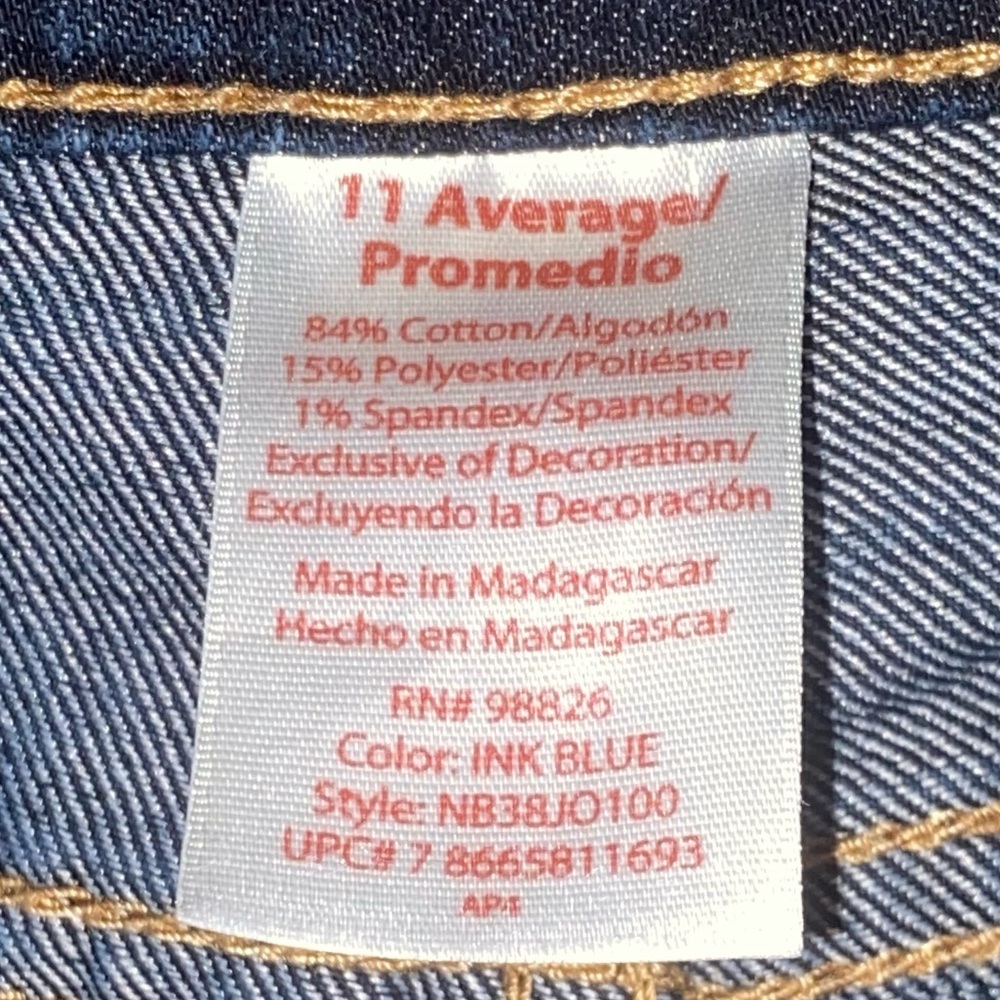 11 Average/
Promedio
84% Cotton/Algodón
15% Polyester/Poliéster
1% Spandex/Spandex
Exclusive of Decoration/
Excluyendo la Decoración
Made in Madagascar
Hecho en Madagascar
RN# 98826
Color: INK BLUE
Style: NB38JO100
UPC# 7 8665811693